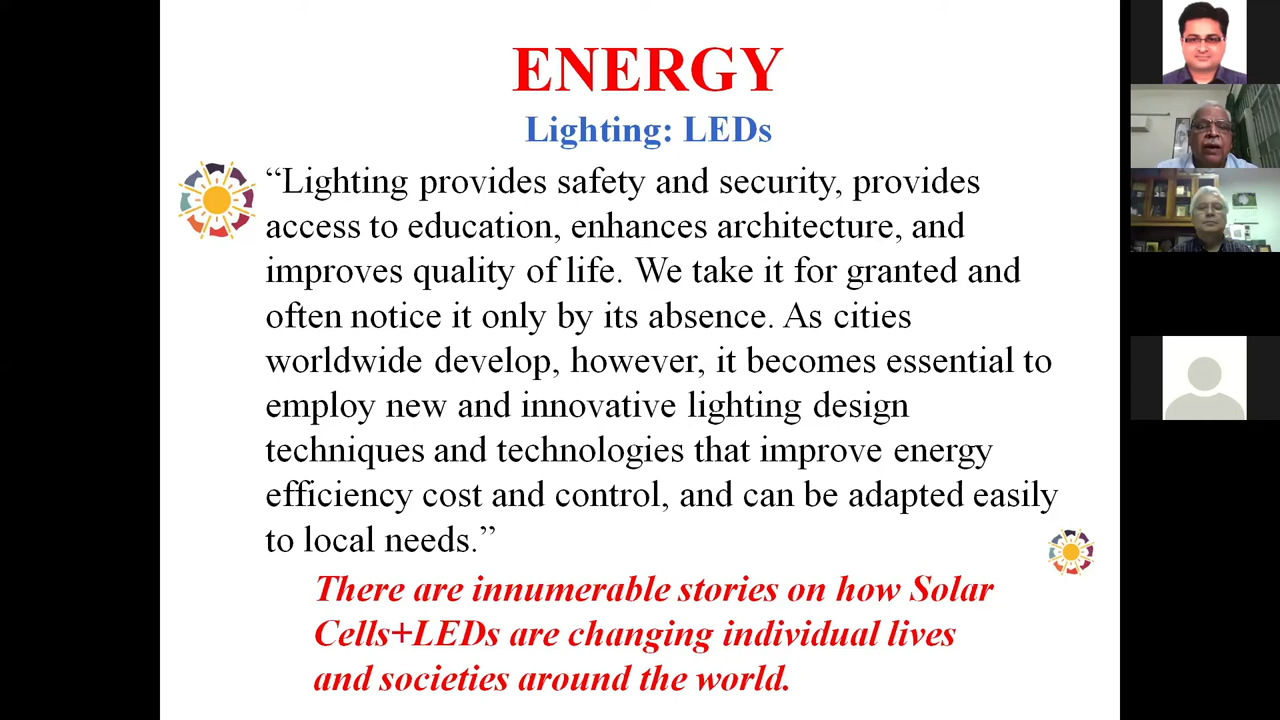 ENERGY
Lighting: LEDs
“Lighting provides safety and security, provides
access to education, enhances architecture, and
improves quality of life. We take it for granted and
often notice it only by its absence. As cities
worldwide develop, however, it becomes essential to
employ new and innovative lighting design
techniques and technologies that improve energy
efficiency cost and control, and can be adapted easily
to local needs.”
There are innumerable stories on how Solar
Cells+LEDs are changing individual lives
and societies around the world.